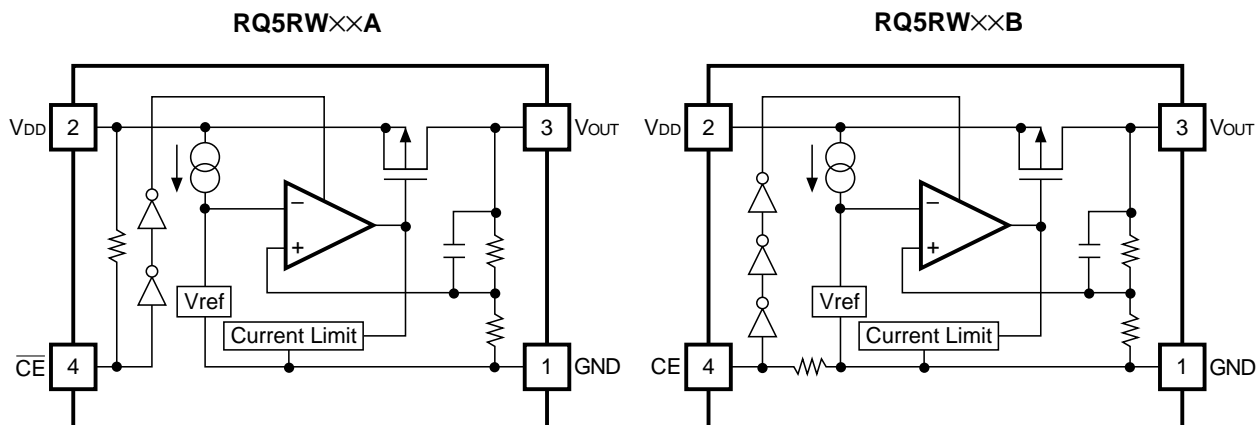 RQ5RW××A
VDD 2
3 VOUT
−
+
Vref
Current Limit
C̅E̅ 4
1 GND
RQ5RW××B
VDD 2
3 VOUT
−
+
Vref
Current Limit
CE 4
1 GND